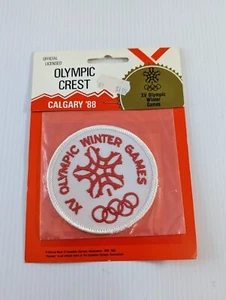 OFFICIAL
LICENSED
OLYMPIC
CREST
CALGARY '88
XV Olympic
Winter
Games
XV OLYMPIC WINTER GAMES